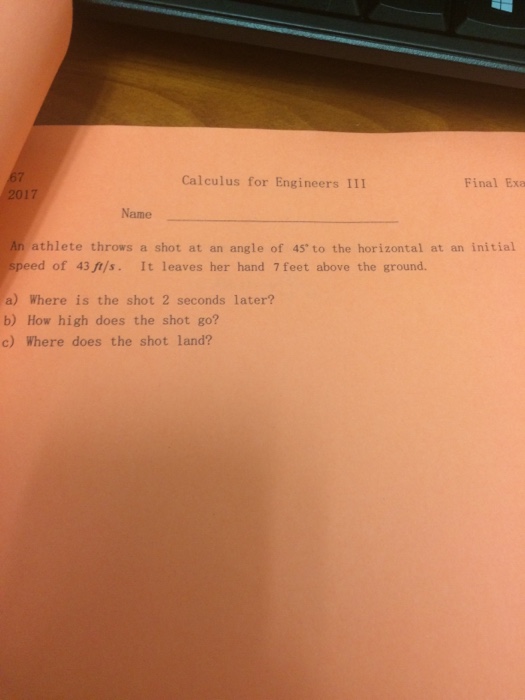 67
Calculus for Engineers III
Final Exa
2017
Name
An athlete throws a shot at an angle of 45° to the horizontal at an initial
speed of 43 ft/s. It leaves her hand 7 feet above the ground.
a) Where is the shot 2 seconds later?
b) How high does the shot go?
c) Where does the shot land?